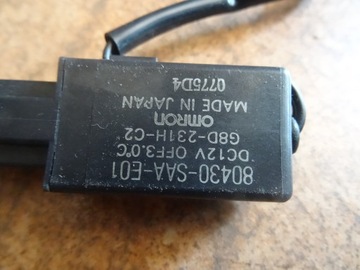 80430-SAA-E01
DC12V OFF3.0°C
G8D-231H-C2
OMRON
MADE IN JAPAN
0775D4